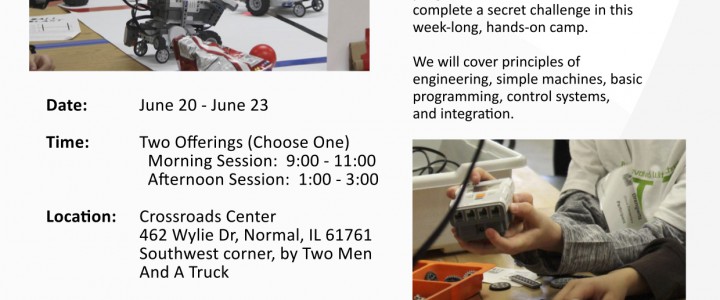 complete a secret challenge in this
week-long, hands-on camp.
We will cover principles of
engineering, simple machines, basic
programming, control systems,
and integration.
Date: June 20 - June 23
Time: Two Offerings (Choose One)
Morning Session: 9:00 - 11:00
Afternoon Session: 1:00 - 3:00
Location: Crossroads Center
462 Wylie Dr, Normal, IL 61761
Southwest corner, by Two Men
And A Truck